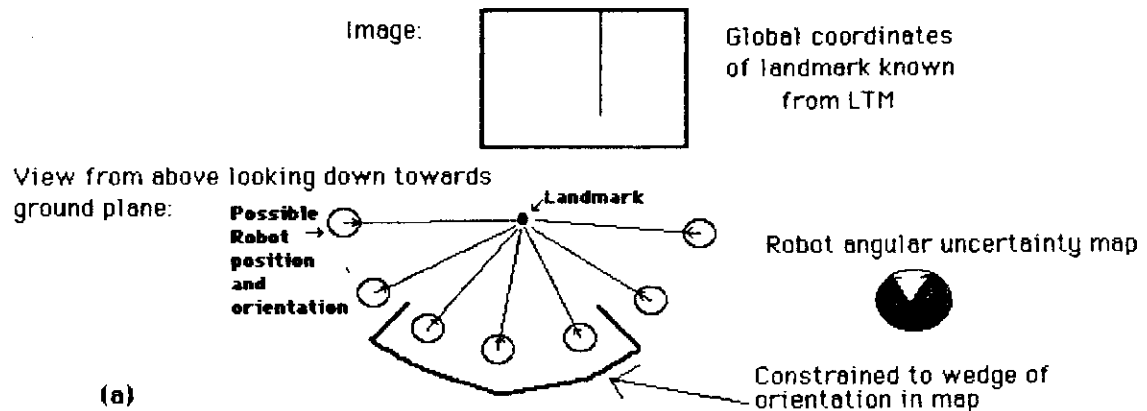 Image:
Global coordinates
of landmark known
from LTM
View from above looking down towards
ground plane:
Possible
Robot
position
and
orientation
Landmark
Robot angular uncertainty map
Constrained to wedge of
orientation in map
(a)